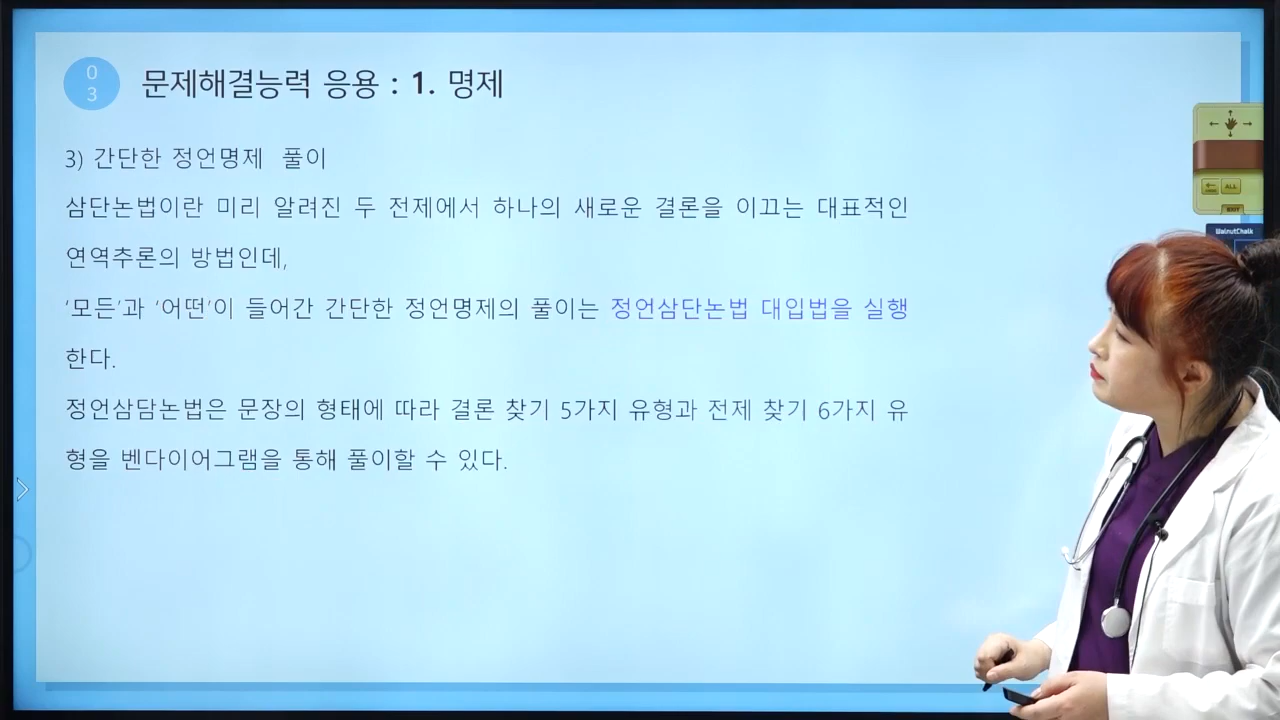 03
문제해결능력 응용 : 1. 명제
3) 간단한 정언명제 풀이
삼단논법이란 미리 알려진 두 전제에서 하나의 새로운 결론을 이끄는 대표적인
연역추론의 방법인데,
‘모든’과 ‘어떤’이 들어간 간단한 정언명제의 풀이는 정언삼단논법 대입법을 실행
한다.
정언삼담논법은 문장의 형태에 따라 결론 찾기 5가지 유형과 전제 찾기 6가지 유
형을 벤다이어그램을 통해 풀이할 수 있다.
ALL
EXIT
WalnutChalk